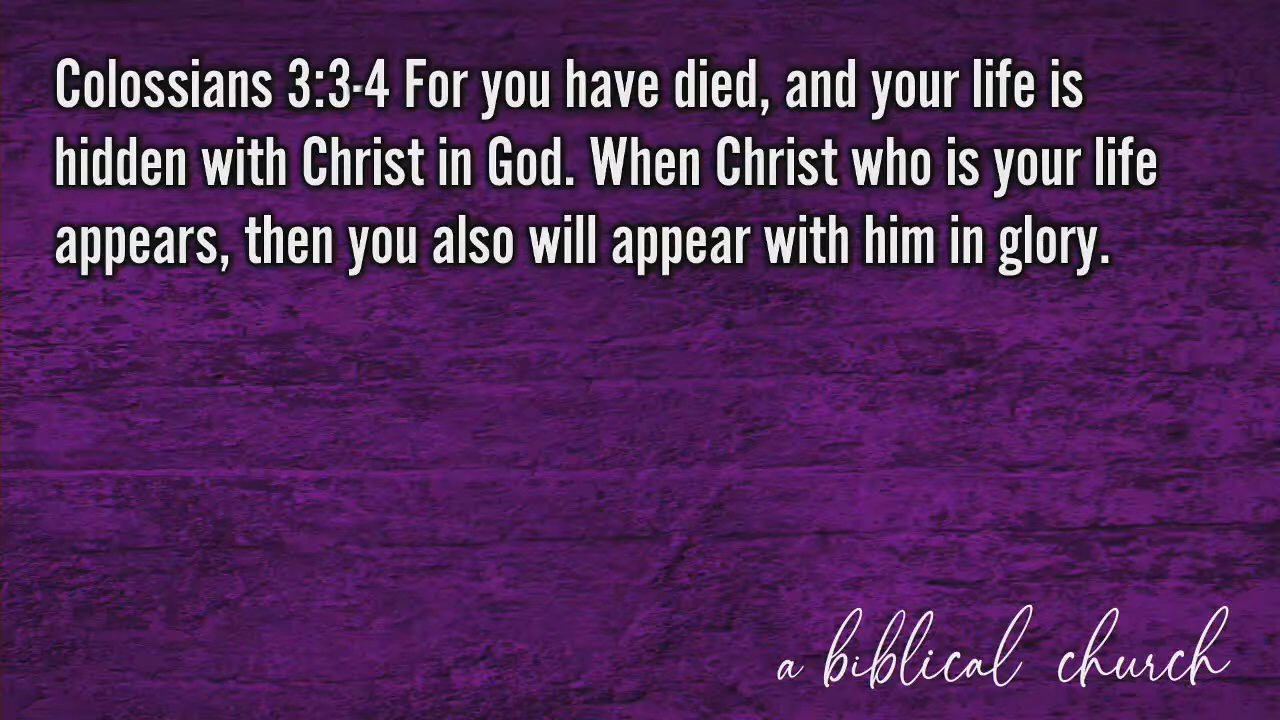 Colossians 3:3-4 For you have died, and your life is
hidden with Christ in God. When Christ who is your life
appears, then you also will appear with him in glory.
a biblical church